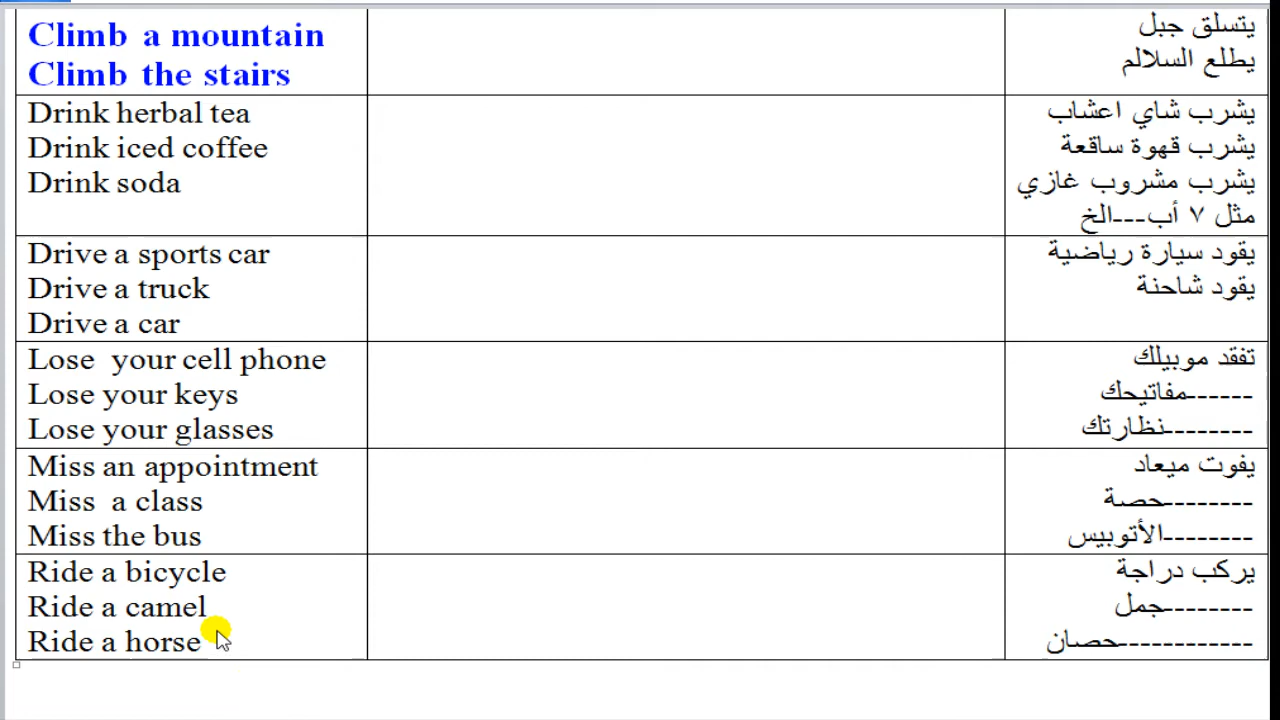 Climb a mountain
Climb the stairs
يتسلق جبل
يطلع السلالم
Drink herbal tea
Drink iced coffee
Drink soda
يشرب شاي اعشاب
يشرب قهوة ساقعة
يشرب مشروب غازي
مثل ٧ أب---الخ
Drive a sports car
Drive a truck
Drive a car
يقود سيارة رياضية
يقود شاحنة
Lose your cell phone
Lose your keys
Lose your glasses
تفقد موبيلك
------مفاتيحك
--------نظارتك
Miss an appointment
Miss a class
Miss the bus
يفوت ميعاد
--------حصة
--------الأتوبيس
Ride a bicycle
Ride a camel
Ride a horse
يركب دراجة
--------جمل
------------حصان